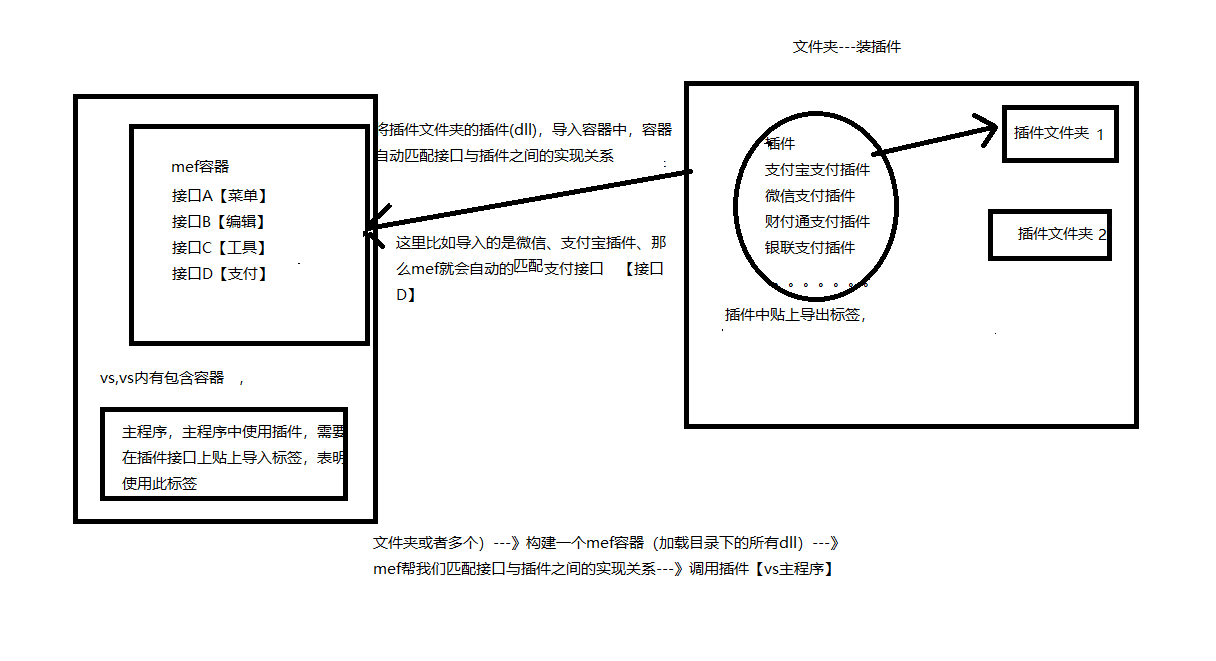 文件夹---装插件
将插件文件夹的插件(dll)，导入容器中，容器
自动匹配接口与插件之间的实现关系
mef容器
接口A【菜单】
接口B【编辑】
接口C【工具】
接口D【支付】
这里比如导入的是微信、支付宝插件、那
么mef就会自动的匹配支付接口 【接口
D】
插件
支付宝支付插件
微信支付插件
财付通支付插件
银联支付插件
。。。。。。
插件中贴上导出标签，
插件文件夹 1
插件文件夹 2
vs,vs内有包含容器 ，
主程序，主程序中使用插件，需要
在插件接口上贴上导入标签，表明
使用此标签
文件夹或者多个）---》构建一个mef容器（加载目录下的所有dll）---》
mef帮我们匹配接口与插件之间的实现关系---》调用插件【vs主程序】